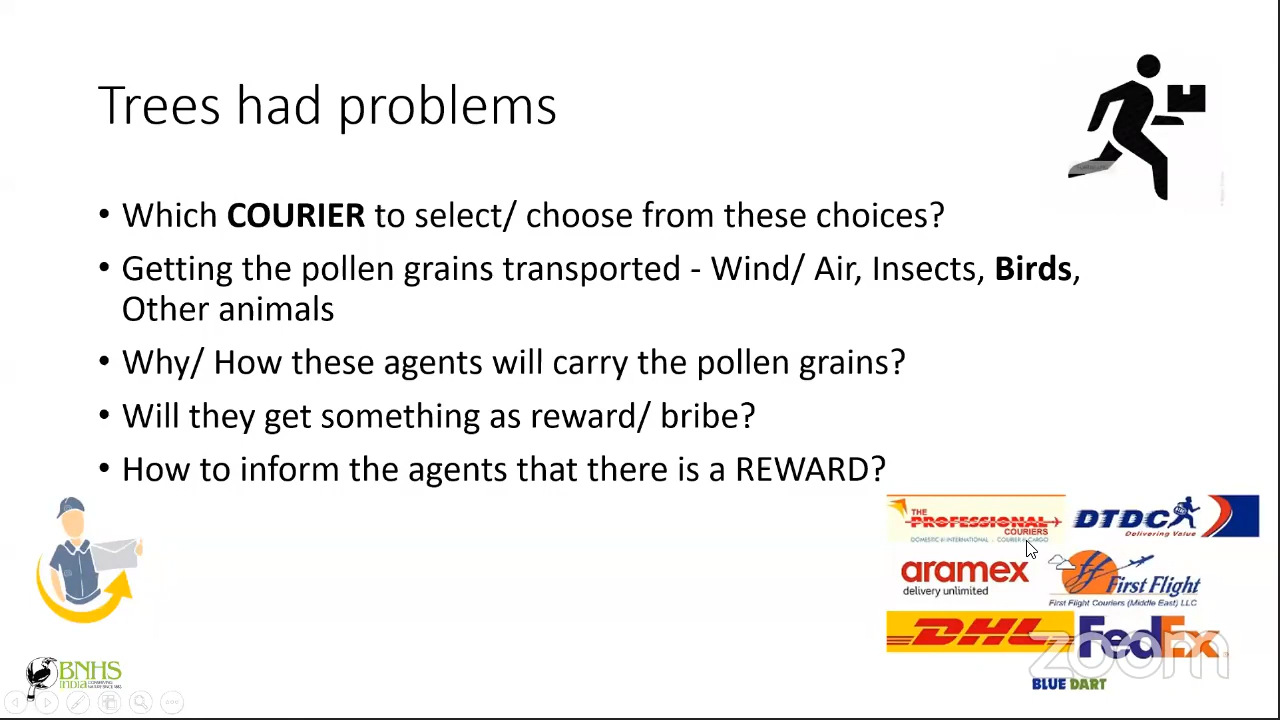 Trees had problems
• Which COURIER to select/ choose from these choices?
• Getting the pollen grains transported - Wind/ Air, Insects, Birds,
Other animals
• Why/ How these agents will carry the pollen grains?
• Will they get something as reward/ bribe?
• How to inform the agents that there is a REWARD?
THE
PROFESSIONAL
COURIERS
DOMESTIC & INTERNATIONAL
DTDC
Delivering Value
aramex
delivery unlimited
First Flight
First Flight Couriers (Middle East) LLC
DHL
FedEx
zoom
BLUE DART
BNHS
INDIA